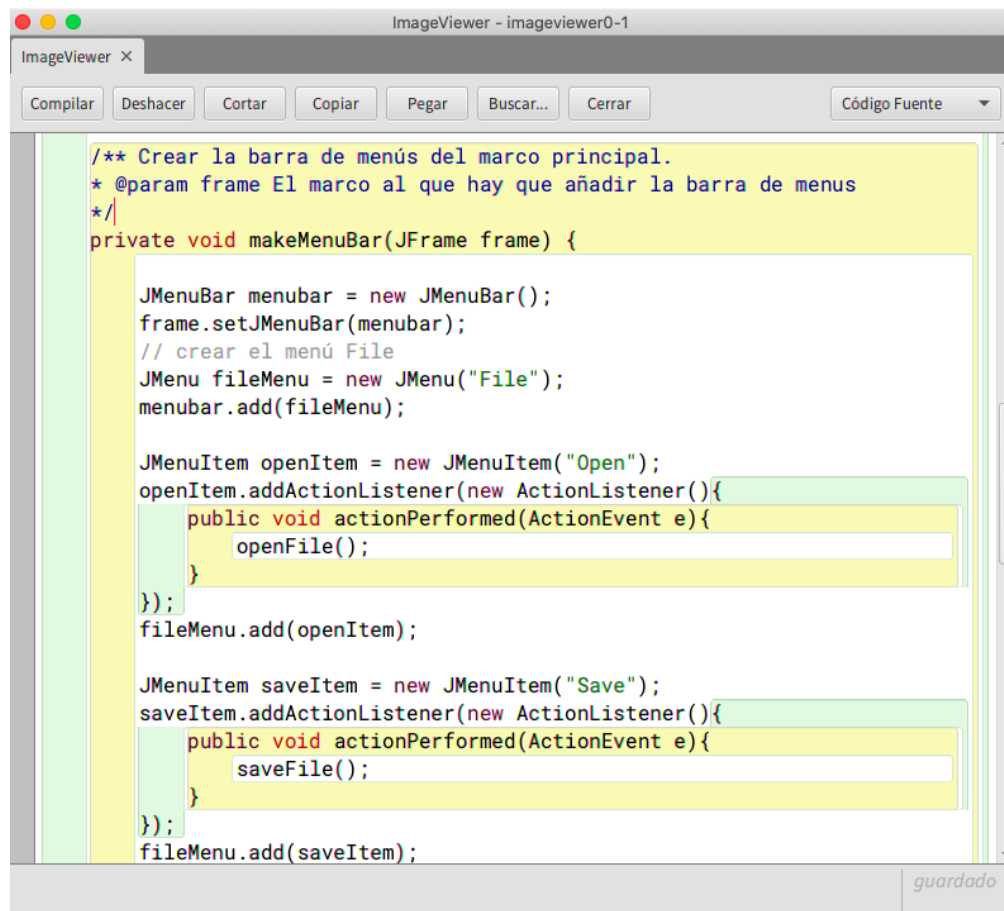 ImageViewer - imageviewer0-1
ImageViewer ×
Compilar Deshacer Cortar Copiar Pegar Buscar... Cerrar Código Fuente
/** Crear la barra de menús del marco principal.
* @param frame El marco al que hay que añadir la barra de menus
*/
private void makeMenuBar(JFrame frame) {
JMenuBar menubar = new JMenuBar();
frame.setJMenuBar(menubar);
// crear el menú File
JMenu fileMenu = new JMenu("File");
menubar.add(fileMenu);
JMenuItem openItem = new JMenuItem("Open");
openItem.addActionListener(new ActionListener(){
public void actionPerformed(ActionEvent e){
openFile();
}
});
fileMenu.add(openItem);
JMenuItem saveItem = new JMenuItem("Save");
saveItem.addActionListener(new ActionListener(){
public void actionPerformed(ActionEvent e){
saveFile();
}
});
fileMenu.add(saveItem);
guardado